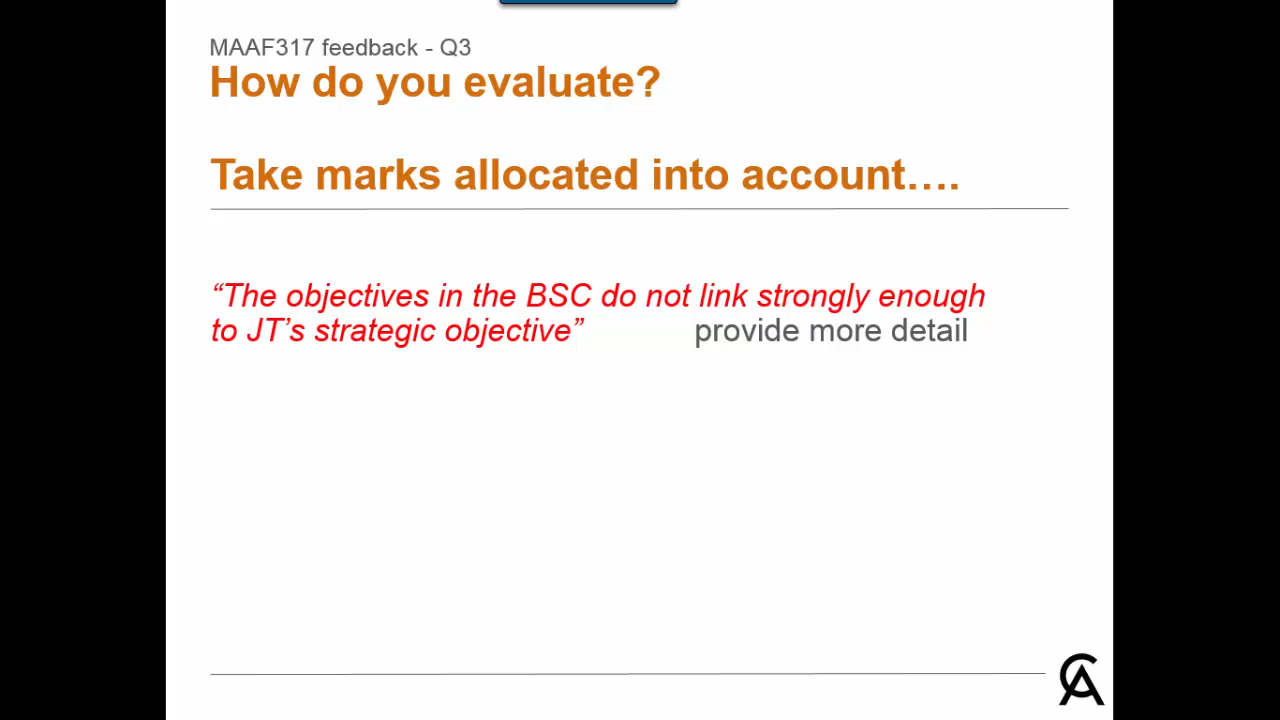 MAAF317 feedback - Q3
How do you evaluate?
Take marks allocated into account….
“The objectives in the BSC do not link strongly enough
to JT’s strategic objective” provide more detail
CA